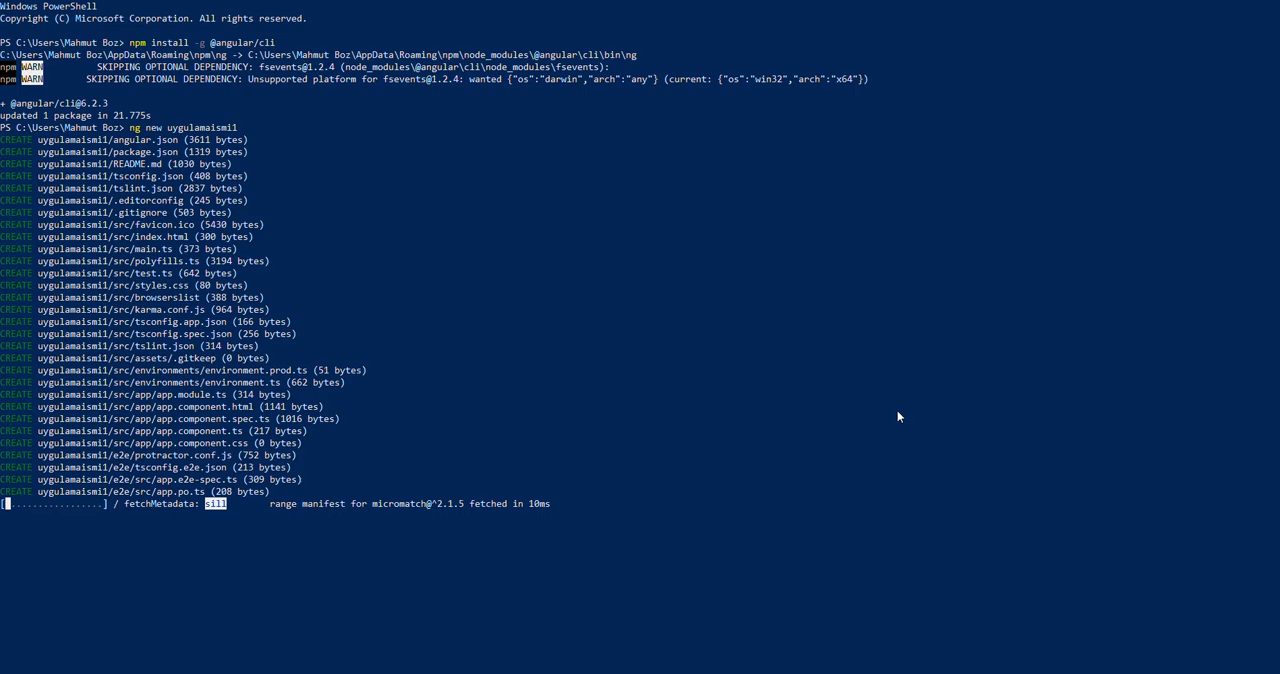 Windows PowerShell
Copyright (C) Microsoft Corporation. All rights reserved.
PS C:\Users\Mahmut Boz> npm install -g @angular/cli
C:\Users\Mahmut Boz\AppData\Roaming\npm\ng -> C:\Users\Mahmut Boz\AppData\Roaming\npm\node_modules\@angular\cli\bin\ng
npm WARN SKIPPING OPTIONAL DEPENDENCY: fsevents@1.2.4 (node_modules\@angular\cli\node_modules\fsevents):
npm WARN SKIPPING OPTIONAL DEPENDENCY: Unsupported platform for fsevents@1.2.4: wanted {"os":"darwin","arch":"any"} (current: {"os":"win32","arch":"x64"})
+ @angular/cli@6.2.3
updated 1 package in 21.775s
PS C:\Users\Mahmut Boz> ng new uygulamaismi1
CREATE uygulamaismi1/angular.json (3611 bytes)
CREATE uygulamaismi1/package.json (1319 bytes)
CREATE uygulamaismi1/README.md (1030 bytes)
CREATE uygulamaismi1/tsconfig.json (408 bytes)
CREATE uygulamaismi1/tslint.json (2837 bytes)
CREATE uygulamaismi1/.editorconfig (245 bytes)
CREATE uygulamaismi1/.gitignore (503 bytes)
CREATE uygulamaismi1/src/favicon.ico (5430 bytes)
CREATE uygulamaismi1/src/index.html (300 bytes)
CREATE uygulamaismi1/src/main.ts (373 bytes)
CREATE uygulamaismi1/src/polyfills.ts (3194 bytes)
CREATE uygulamaismi1/src/test.ts (642 bytes)
CREATE uygulamaismi1/src/styles.css (80 bytes)
CREATE uygulamaismi1/src/browserslist (388 bytes)
CREATE uygulamaismi1/src/karma.conf.js (964 bytes)
CREATE uygulamaismi1/src/tsconfig.app.json (166 bytes)
CREATE uygulamaismi1/src/tsconfig.spec.json (256 bytes)
CREATE uygulamaismi1/src/tslint.json (314 bytes)
CREATE uygulamaismi1/src/assets/.gitkeep (0 bytes)
CREATE uygulamaismi1/src/environments/environment.prod.ts (51 bytes)
CREATE uygulamaismi1/src/environments/environment.ts (662 bytes)
CREATE uygulamaismi1/src/app/app.module.ts (314 bytes)
CREATE uygulamaismi1/src/app/app.component.html (1141 bytes)
CREATE uygulamaismi1/src/app/app.component.spec.ts (1016 bytes)
CREATE uygulamaismi1/src/app/app.component.ts (217 bytes)
CREATE uygulamaismi1/src/app/app.component.css (0 bytes)
CREATE uygulamaismi1/e2e/protractor.conf.js (752 bytes)
CREATE uygulamaismi1/e2e/tsconfig.e2e.json (213 bytes)
CREATE uygulamaismi1/e2e/src/app.e2e-spec.ts (309 bytes)
CREATE uygulamaismi1/e2e/src/app.po.ts (208 bytes)
[ .................] / fetchMetadata: sill range manifest for micromatch@^2.1.5 fetched in 10ms